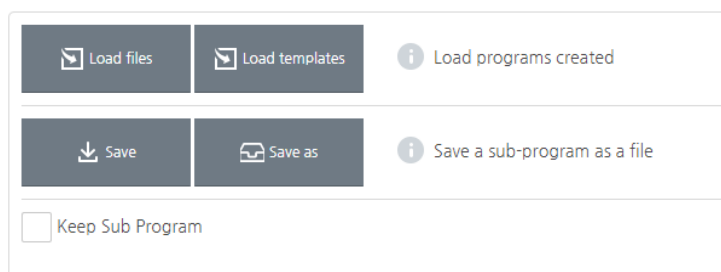 Load files Load templates Load programs created
Save Save as Save a sub-program as a file
Keep Sub Program